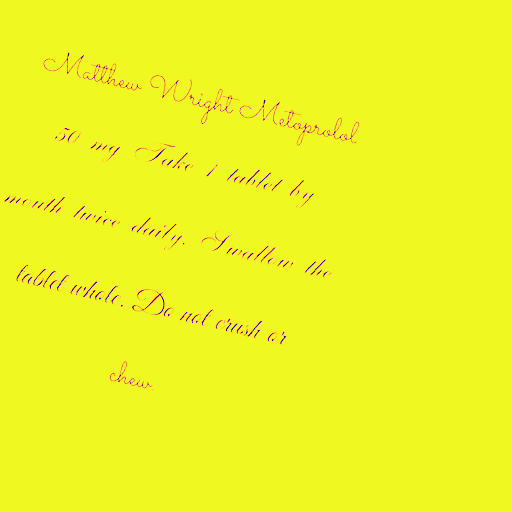 Matthew Wright Metoprolol
50 mg Take 1 tablet by
mouth twice daily. Swallow the
tablet whole. Do not crush or
chew